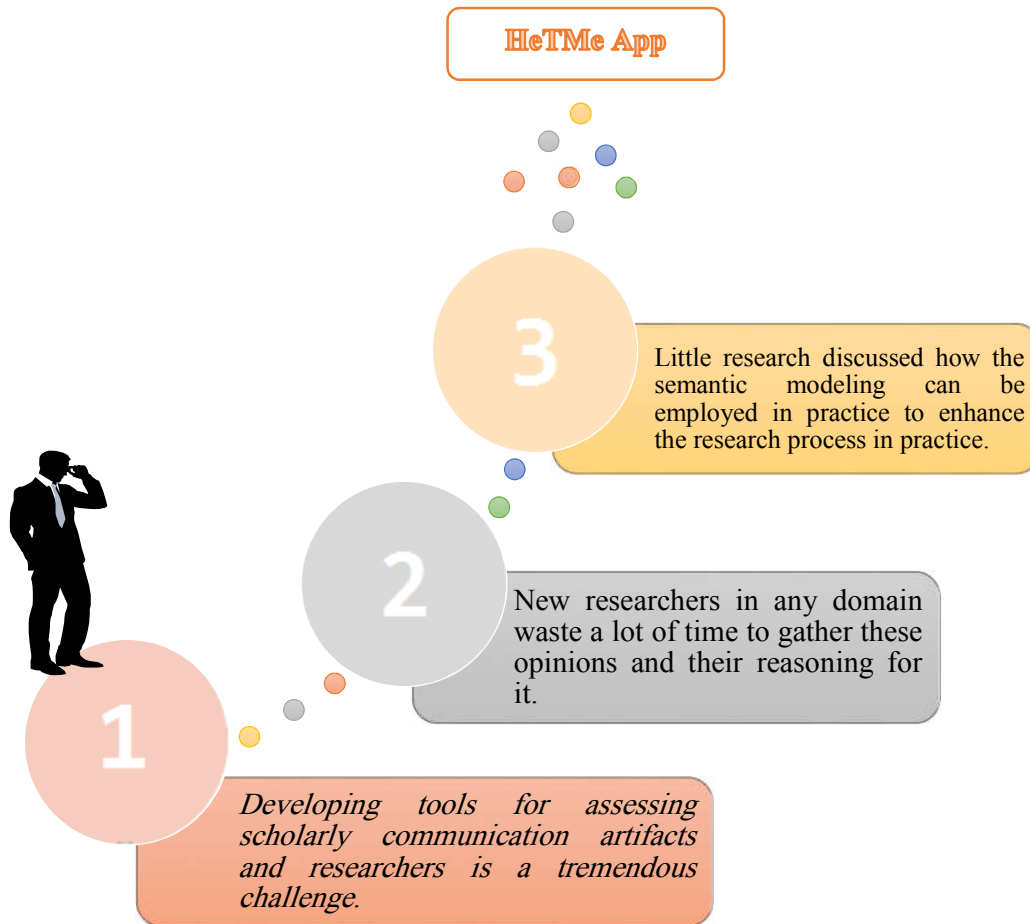 HeTMe App
3
Little research discussed how the
semantic modeling can be
employed in practice to enhance
the research process in practice.
2
New researchers in any domain
waste a lot of time to gather these
opinions and their reasoning for
it.
1
Developing tools for assessing
scholarly communication artifacts
and researchers is a tremendous
challenge.